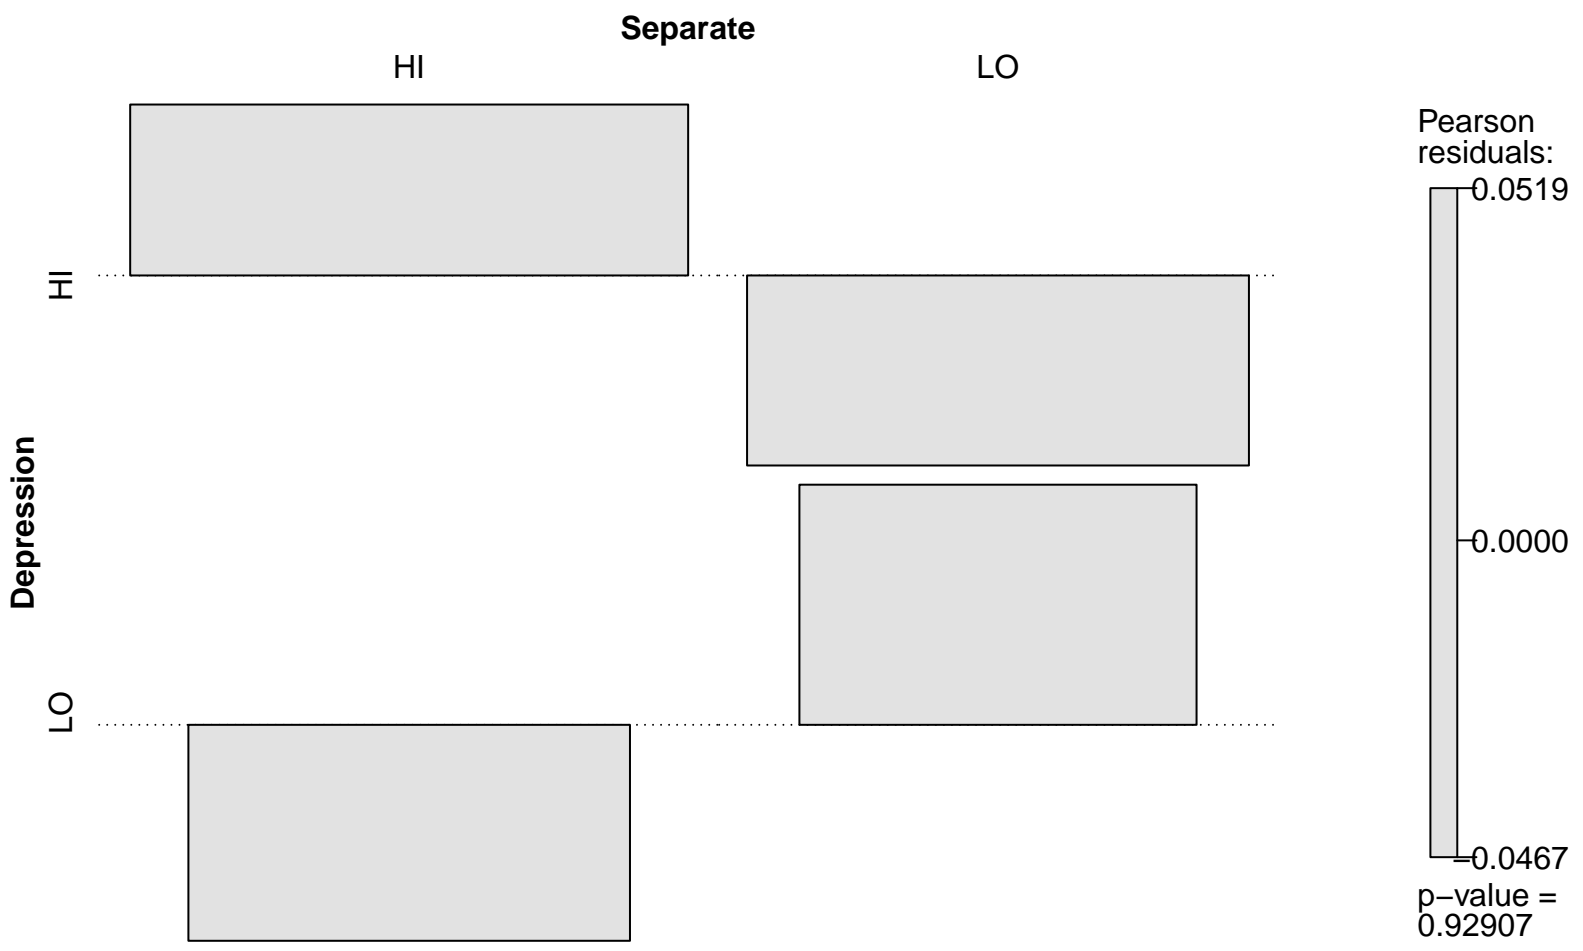 Separate
HI
LO
Depression
HI
LO
Pearson
residuals:
0.0519
0.0000
−0.0467
p−value =
0.92907